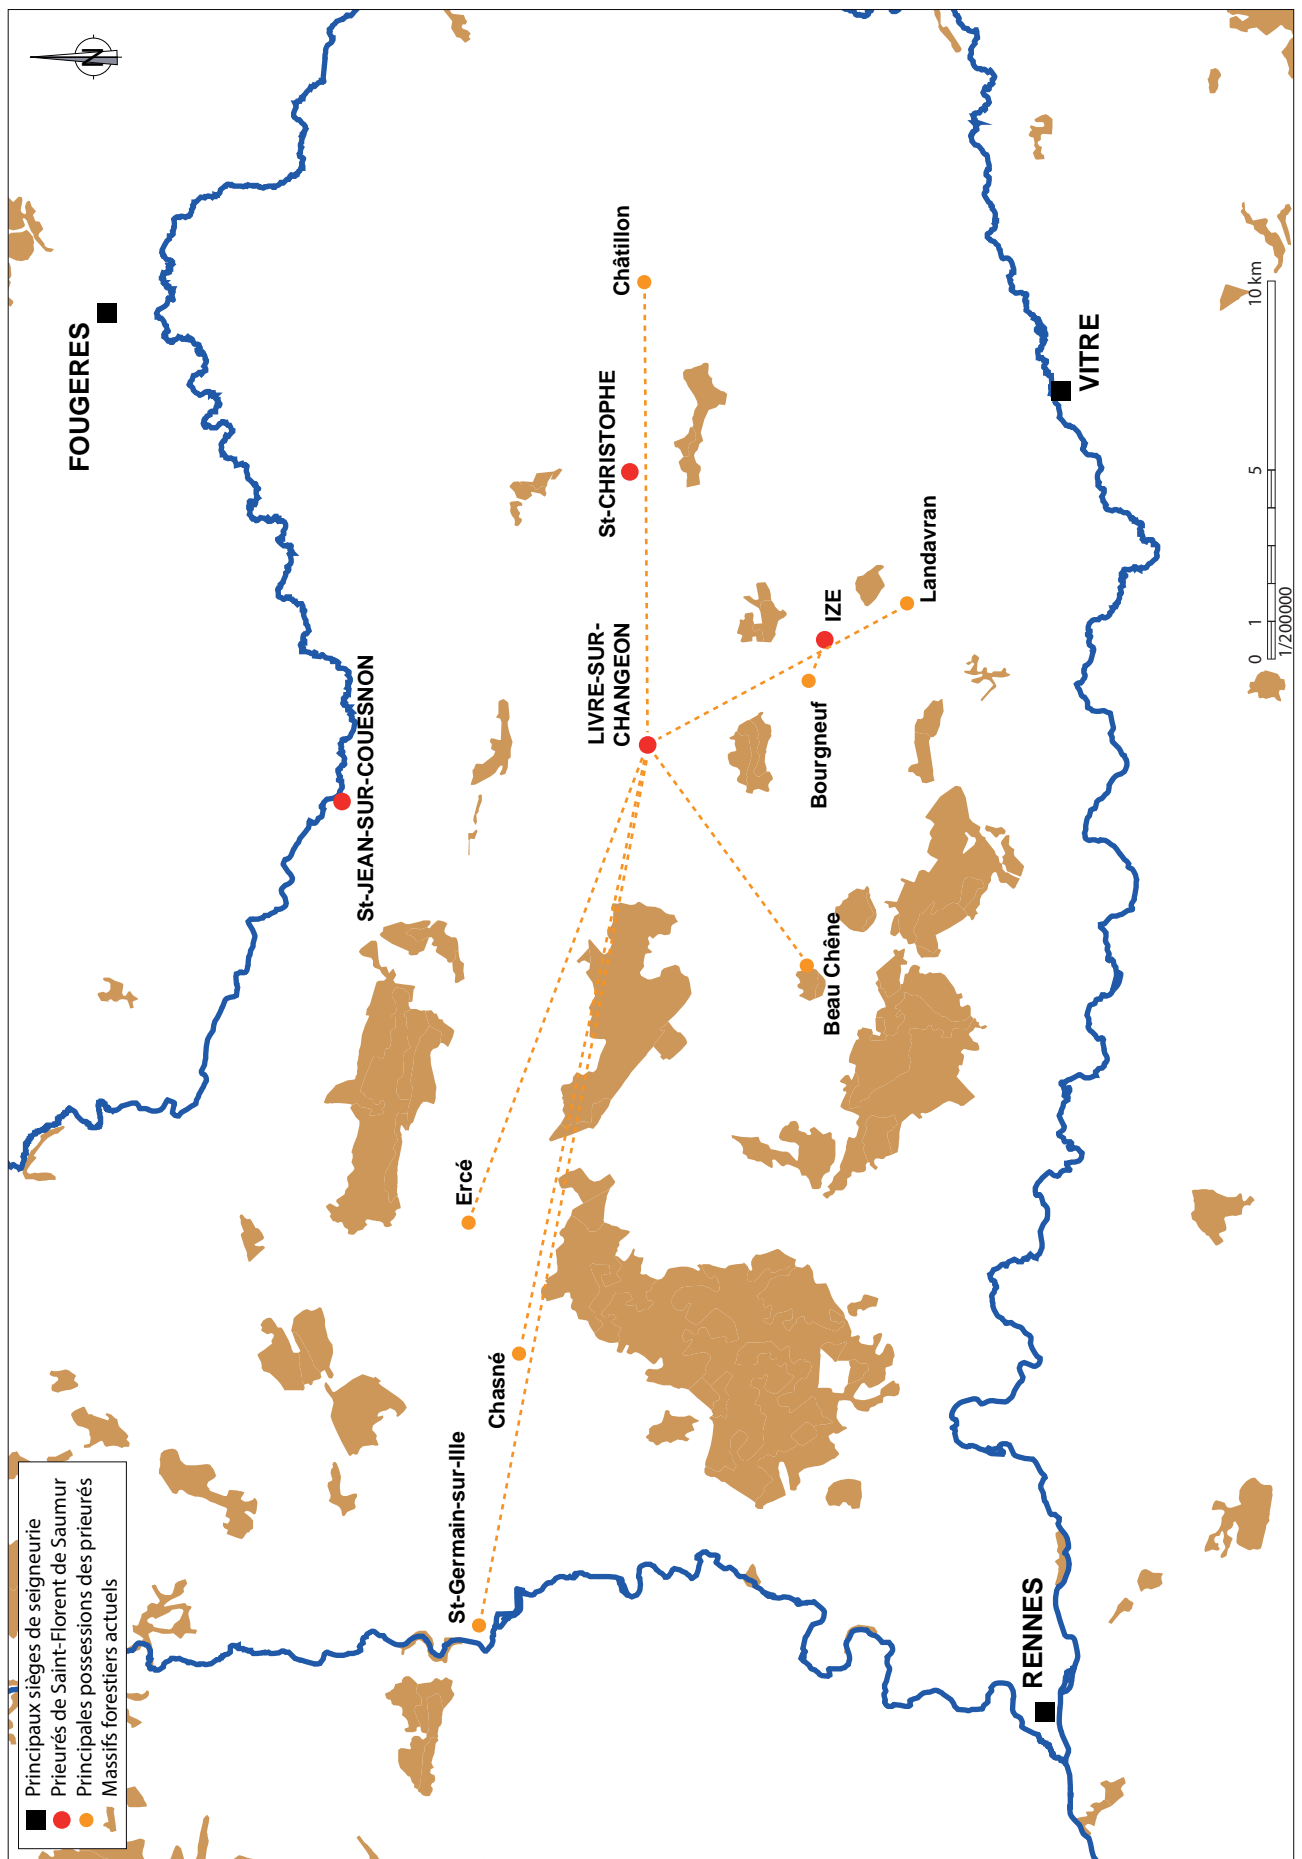 N
FOUGERES
Châtillon
St-CHRISTOPHE
LIVRE-SUR-
CHANGEON
St-JEAN-SUR-COUESNON
IZE
Landavran
Bourgneuf
VITRE
Beau Chêne
Ercé
Chasné
St-Germain-sur-Ille
RENNES
Principaux sièges de seigneurie
Prieurés de Saint-Florent de Saumur
Principales possessions des prieurés
Massifs forestiers actuels
0 1 5 10 km
1/200000